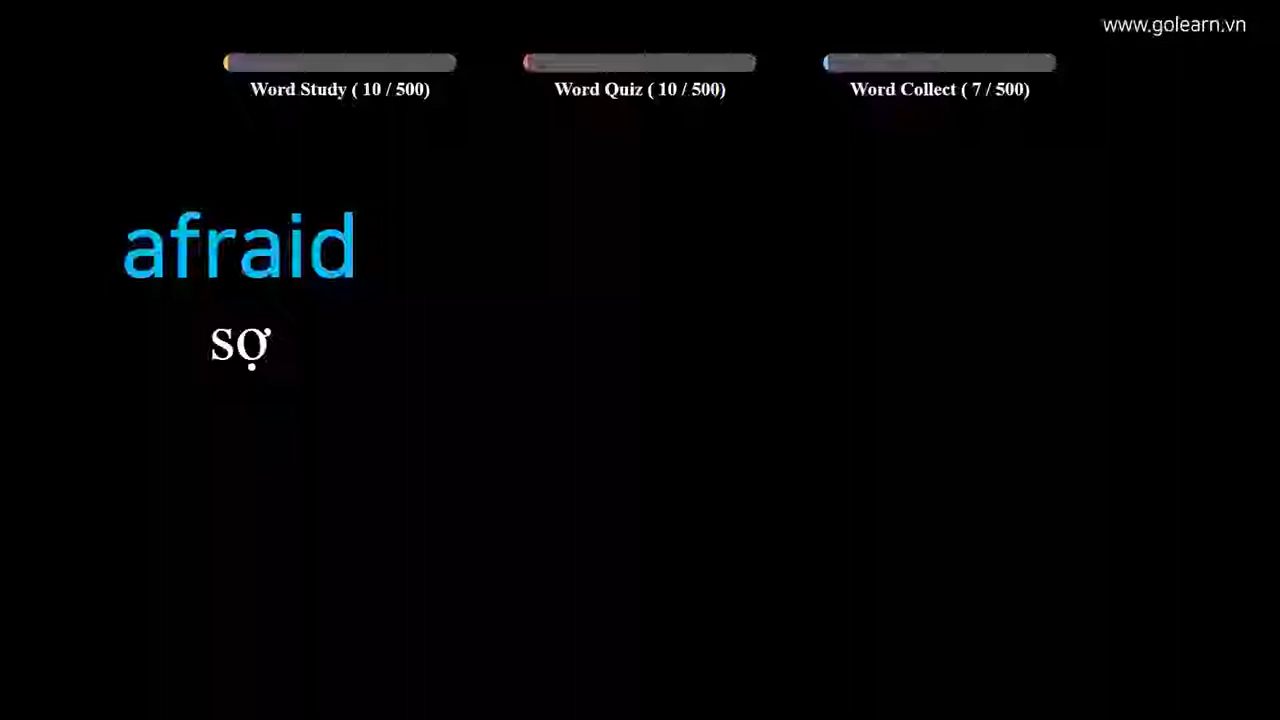 www.golearn.vn
Word Study ( 10 / 500)
Word Quiz ( 10 / 500)
Word Collect ( 7 / 500)
afraid
sợ